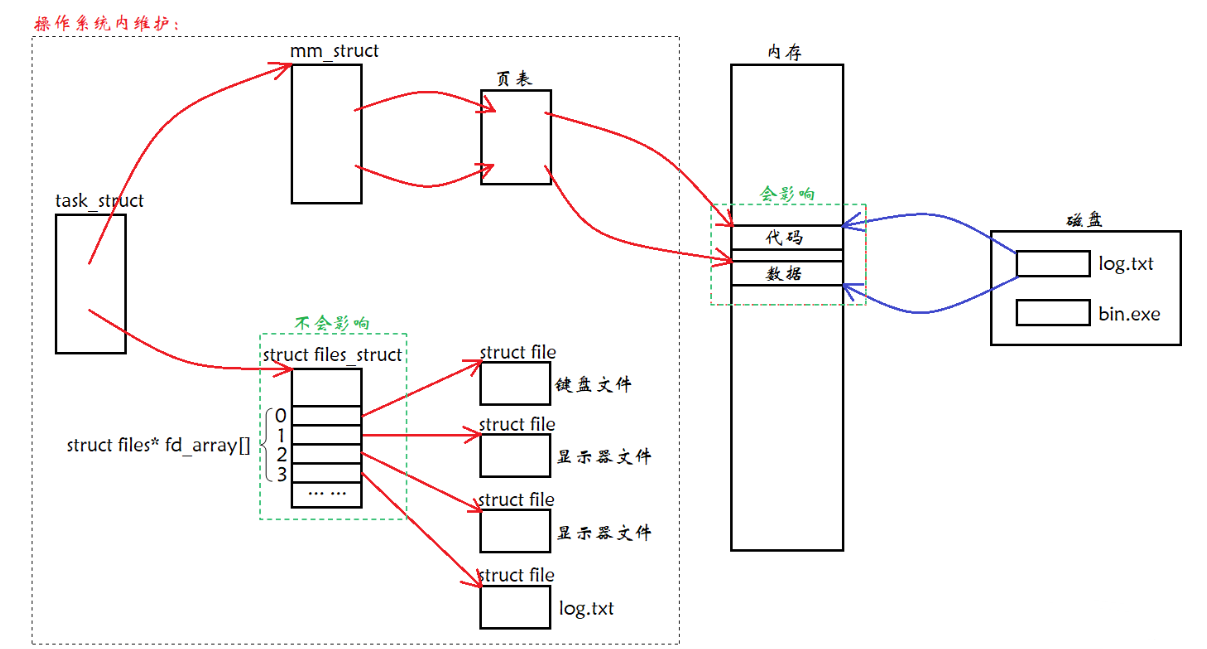 操作系统内维护：
mm_struct
页表
内存
task_struct
会影响
代码
数据
磁盘
log.txt
bin.exe
不会影响
struct files_struct
struct files* fd_array[]
0
1
2
3
... ...
struct file
键盘文件
struct file
显示器文件
struct file
显示器文件
struct file
log.txt